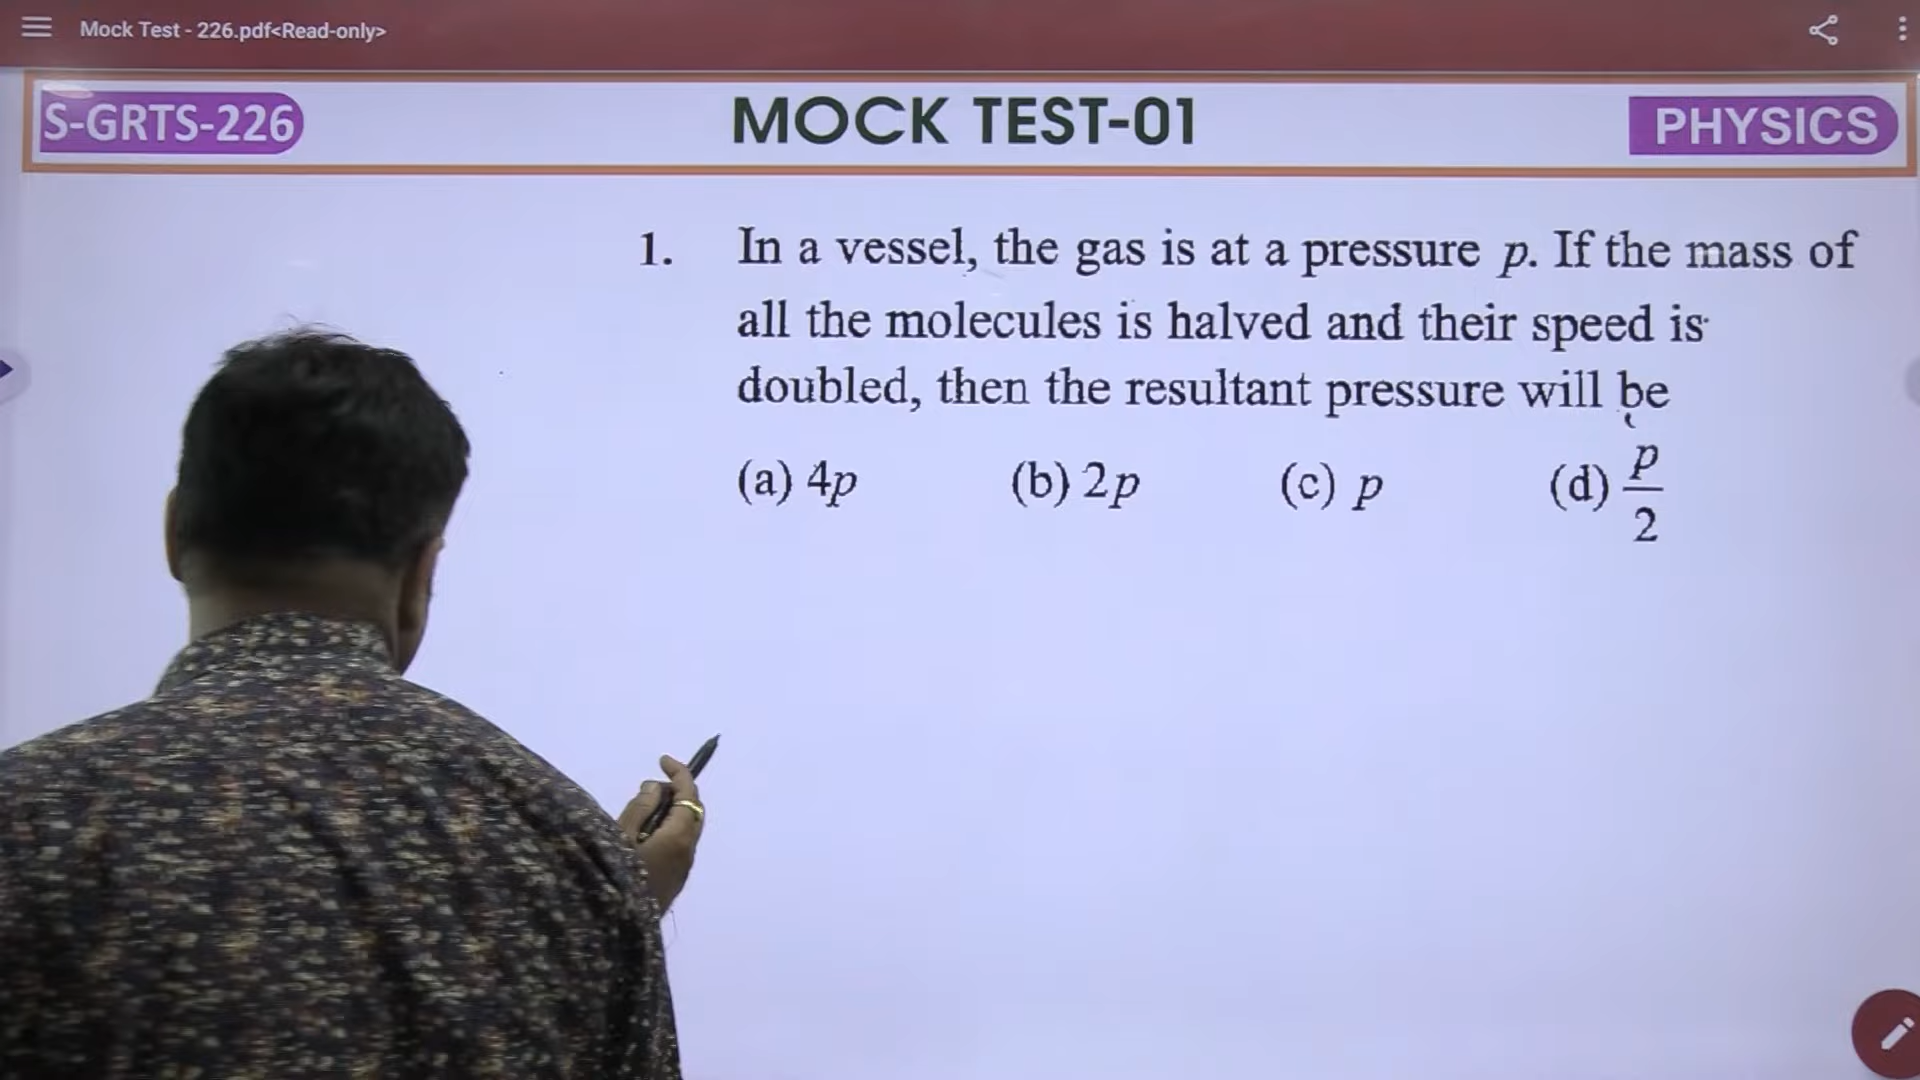 Mock Test - 226.pdf<Read-only>
S-GRTS-226
MOCK TEST-01
PHYSICS
1. In a vessel, the gas is at a pressure p. If the mass of
all the molecules is halved and their speed is
doubled, then the resultant pressure will be
(a) 4p (b) 2p (c) p (d) p/2